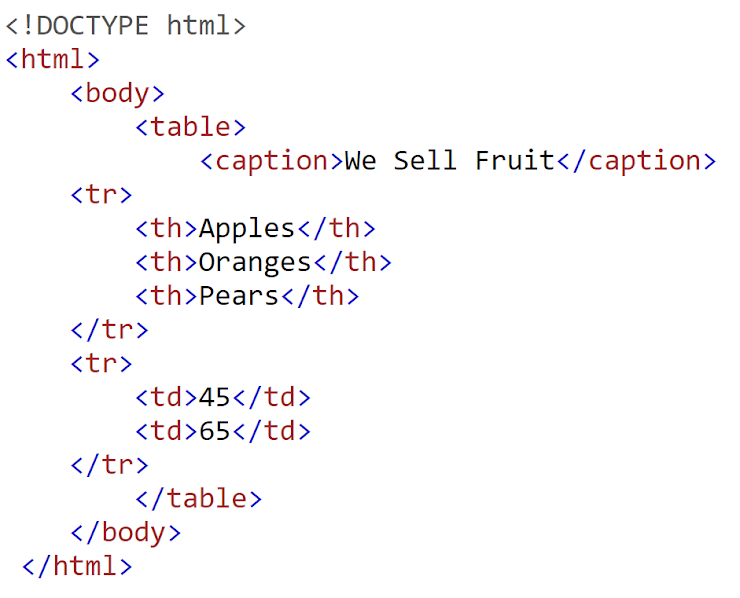 <!DOCTYPE html>
<html>
<body>
<table>
<caption>We Sell Fruit</caption>
<tr>
<th>Apples</th>
<th>Oranges</th>
<th>Pears</th>
</tr>
<tr>
<td>45</td>
<td>65</td>
</tr>
</table>
</body>
</html>